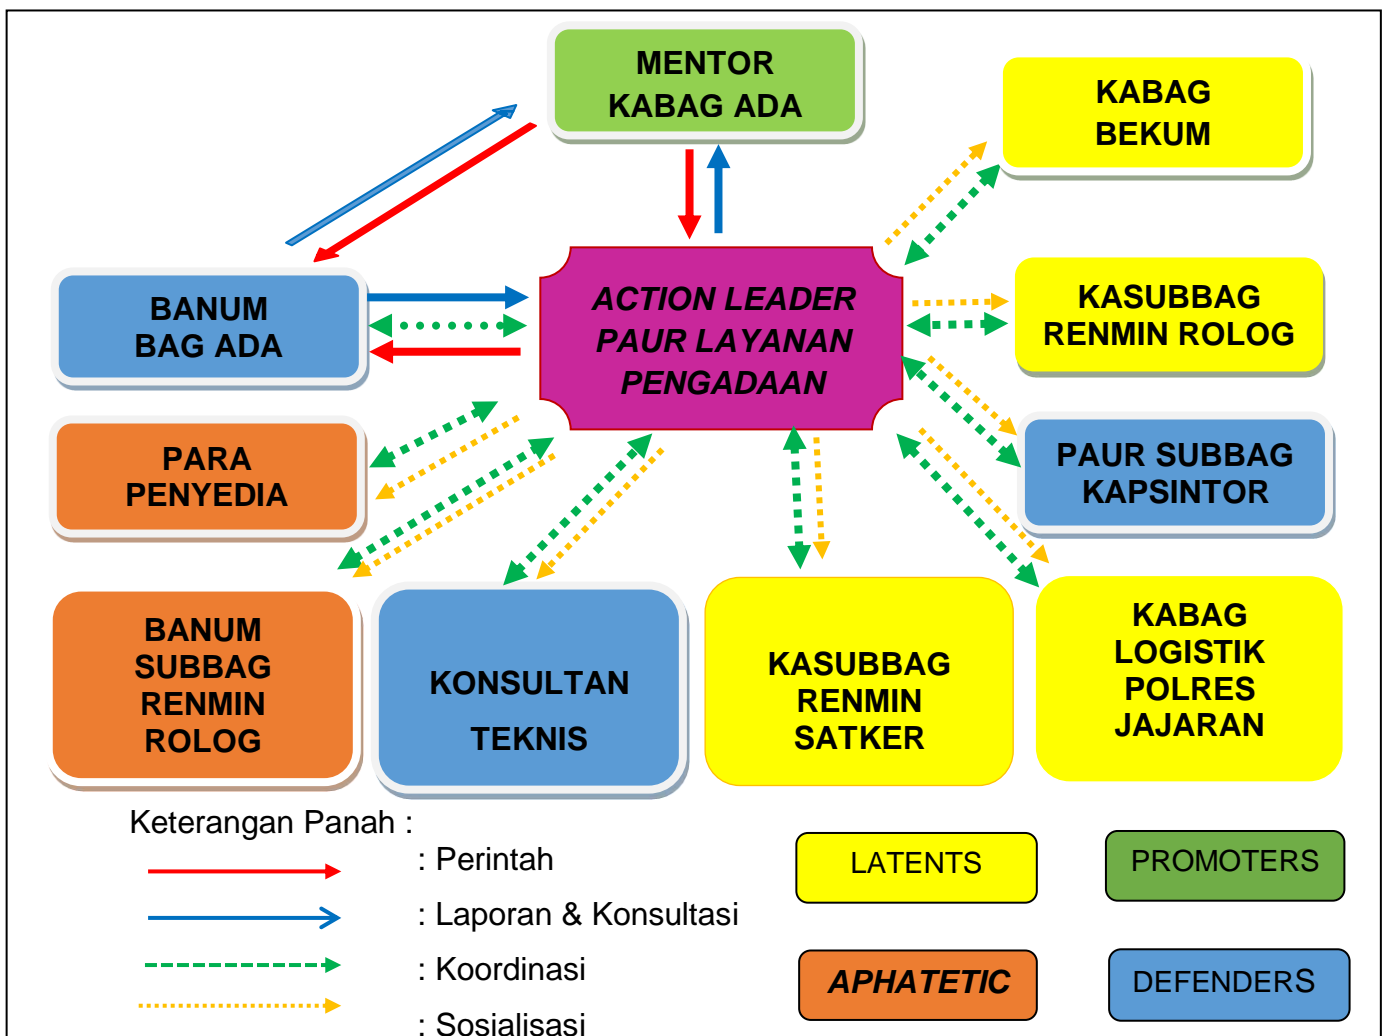 MENTOR
KABAG ADA
KABAG
BEKUM
BANUM
BAG ADA
ACTION LEADER
PAUR LAYANAN
PENGADAAN
KASUBBAG
RENMIN ROLOG
PARA
PENYEDIA
PAUR SUBBAG
KAPSINTOR
BANUM
SUBBAG
RENMIN
ROLOG
KONSULTAN
TEKNIS
KASUBBAG
RENMIN
SATKER
KABAG
LOGISTIK
POLRES
JAJARAN
Keterangan Panah :
: Perintah
: Laporan & Konsultasi
: Koordinasi
: Sosialisasi
LATENTS
PROMOTERS
APHATETIC
DEFENDERS